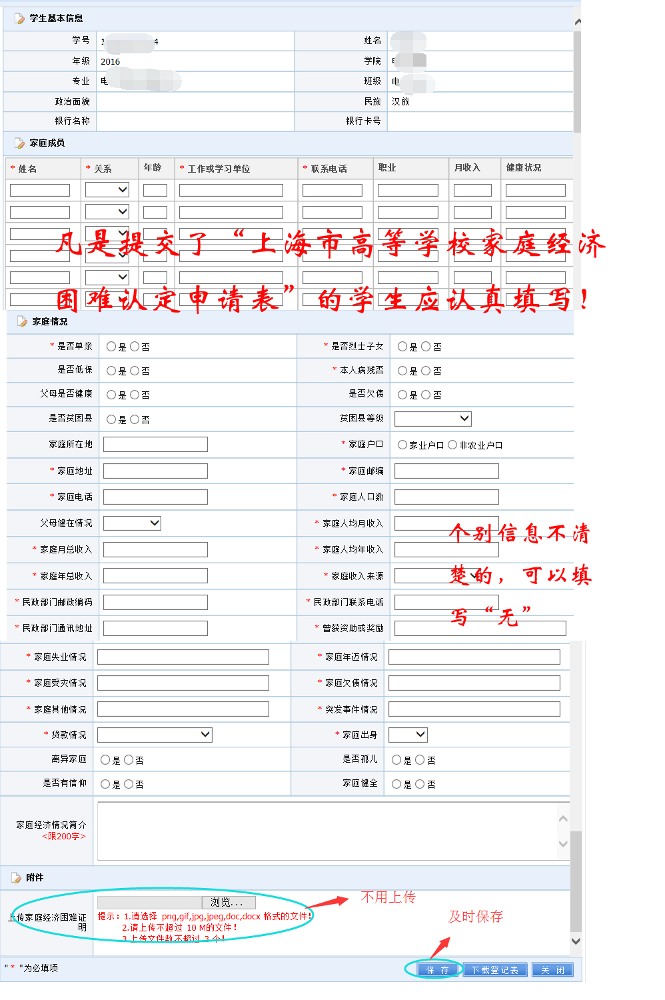 学生基本信息
学号 1 4 姓名
年级 2016 学院
专业 电 班级 电
政治面貌 民族 汉族
银行名称 银行卡号
家庭成员
* 姓名 * 关系 年龄 * 工作或学习单位 * 联系电话 职业 月收入 健康状况
凡是提交了“上海市高等学校家庭经济
困难认定申请表”的学生应认真填写！
家庭情况
* 是否单亲 是 否 * 是否烈士子女 是 否
是否低保 是 否 * 本人病残否 是 否
父母是否健康 是 否 是否欠债 是 否
是否贫困县 是 否 贫困县等级
家庭所在地 * 家庭户口 家业户口 非农业户口
* 家庭地址 * 家庭邮编
* 家庭电话 * 家庭人口数
父母健在情况 * 家庭人均月收入
个别信息不清
* 家庭月总收入 * 家庭人均年收入
* 家庭年总收入 * 家庭收入来源
楚的，可以填
* 民政部门邮政编码 * 民政部门联系电话
写“无”
* 民政部门通讯地址 * 曾获资助或奖励
* 家庭失业情况 * 家庭年迈情况
* 家庭受灾情况 * 家庭欠债情况
* 家庭其他情况 * 突发事件情况
* 贷款情况 * 家庭出身
离异家庭 是 否 是否孤儿 是 否
是否有信仰 是 否 家庭健全 是 否
家庭经济情况简介
<限200字>
附件
浏览... 不用上传
上传家庭经济困难证
明
提示：1.请选择 png,gif,jpg,jpeg,doc,docx 格式的文件！
2.请上传不超过 10 M的文件！
3.上传文件数不超过 3 个！
及时保存
" * "为必填项 保 存 下载登记表 关 闭